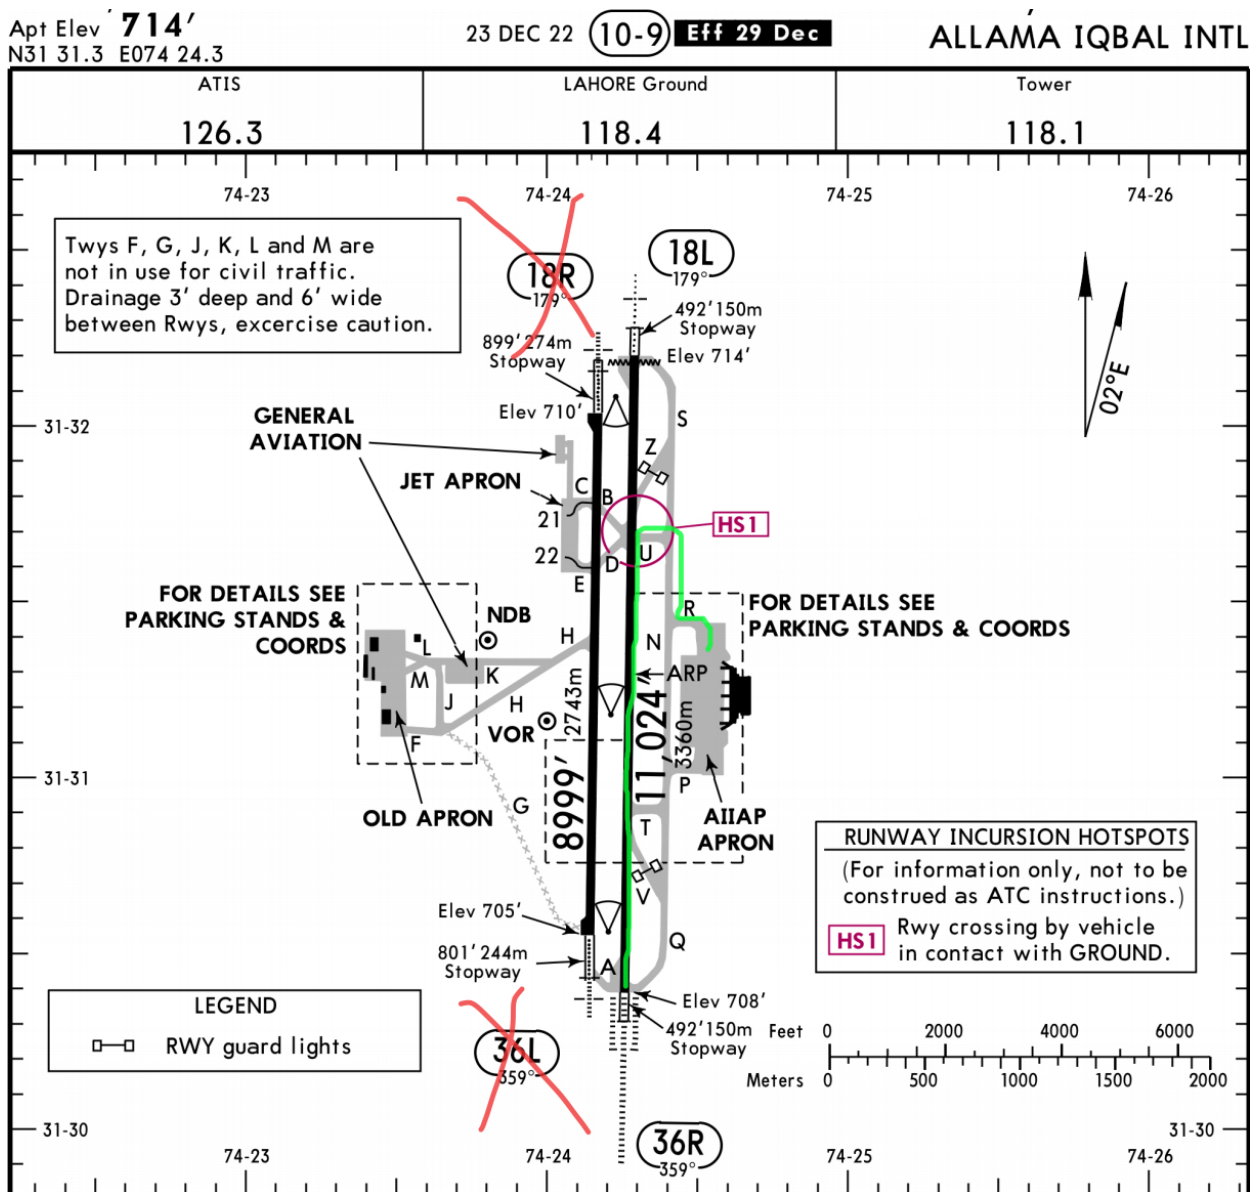 Apt Elev 714'
N31 31.3 E074 24.3
23 DEC 22 10-9 Eff 29 Dec
ALLAMA IQBAL INTL
ATIS
126.3
LAHORE Ground
118.4
Tower
118.1
74-23 74-24 74-25 74-26
Twys F, G, J, K, L and M are
not in use for civil traffic.
Drainage 3' deep and 6' wide
between Rwys, excercise caution.
18R
179°
18L
179°
492'150m
Stopway
899'274m
Stopway
Elev 714'
Elev 710'
02°E
31-32
GENERAL
AVIATION
JET APRON
S
Z
C
B
21
HS1
22
D
U
E
FOR DETAILS SEE
PARKING STANDS &
COORDS
NDB
R
FOR DETAILS SEE
PARKING STANDS & COORDS
H
N
L
K
M
ARP
J
H
2743m
VOR
11,024'
3360m
F
8999'
31-31
P
G
OLD APRON
T
AIIAP
APRON
V
RUNWAY INCURSION HOTSPOTS
(For information only, not to be
construed as ATC instructions.)
HS1 Rwy crossing by vehicle
in contact with GROUND.
Elev 705'
Q
801'244m
Stopway
A
Elev 708'
492'150m
Stopway
LEGEND
RWY guard lights
36L
359°
Feet 0 2000 4000 6000
Meters 0 500 1000 1500 2000
31-30
36R
359°
31-30
74-23 74-24 74-25 74-26